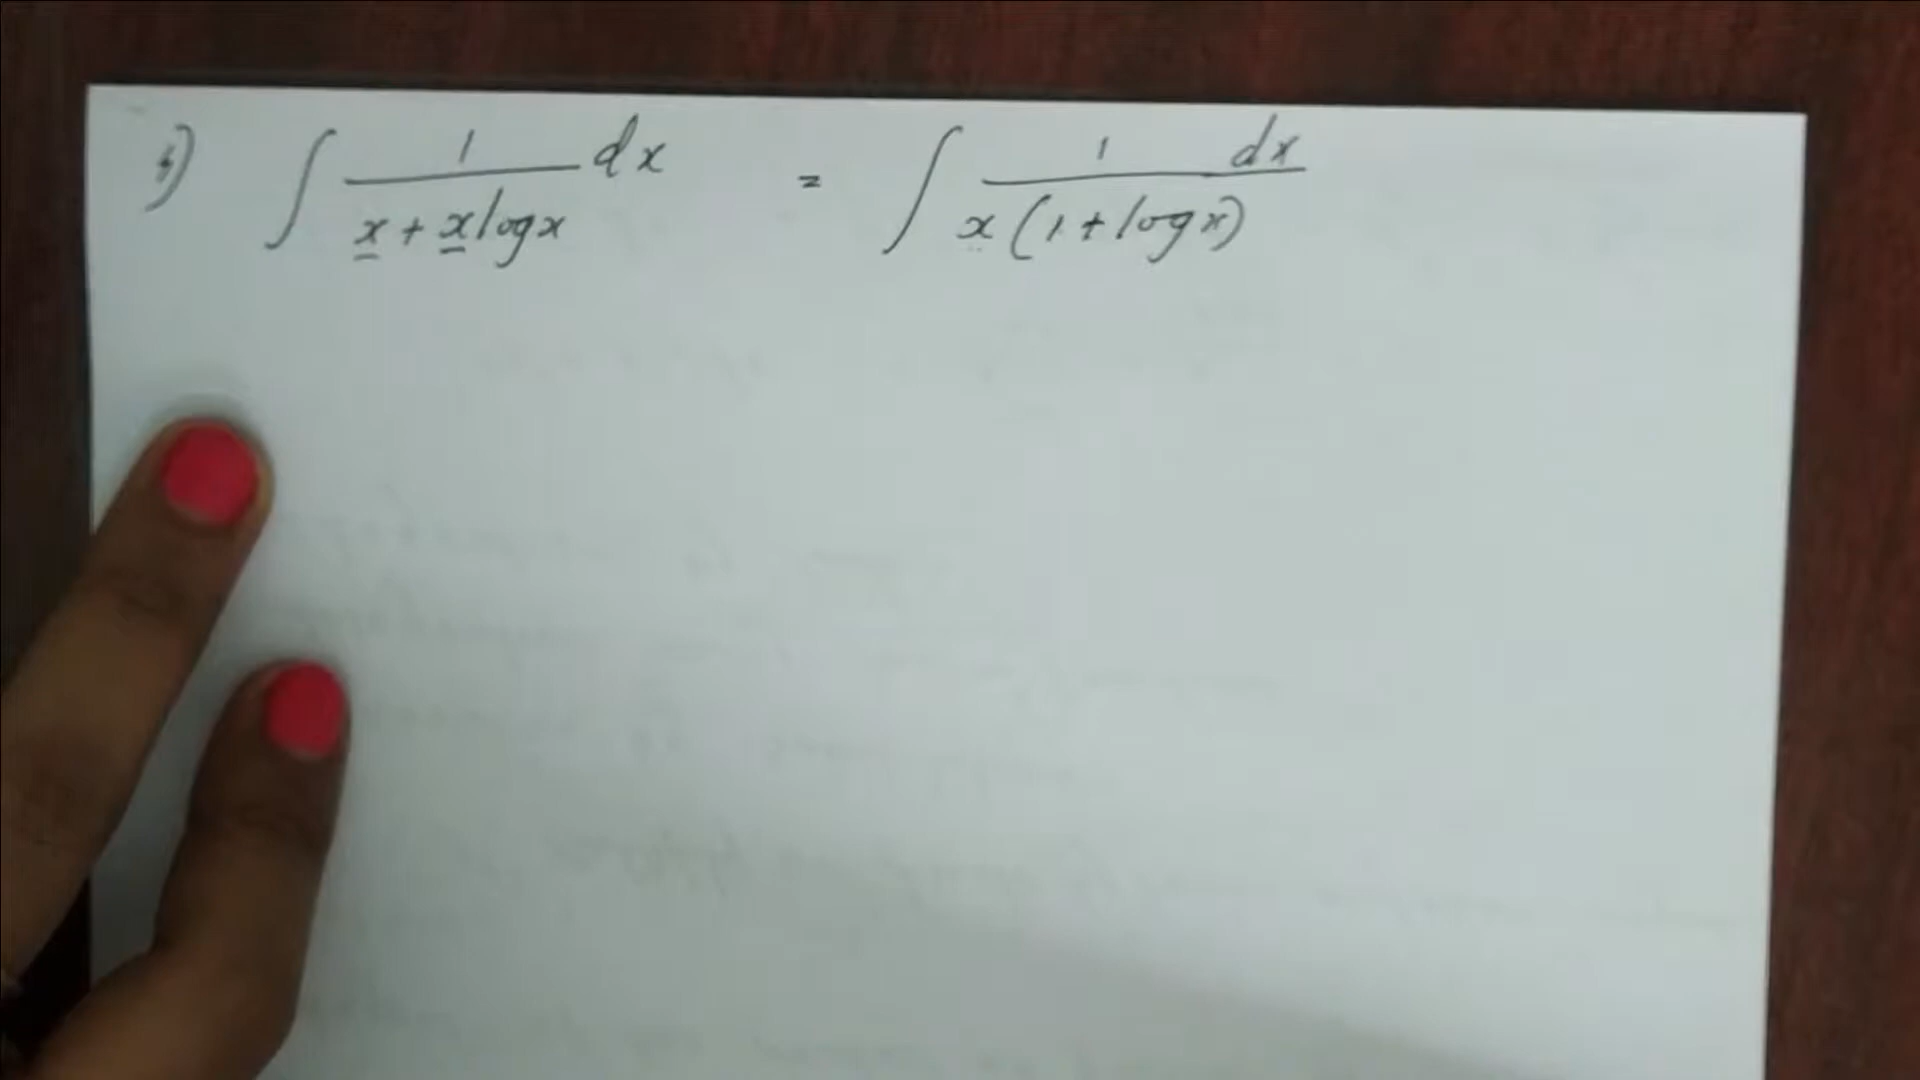 ∫ 1/(x + x log x) dx = ∫ 1 dx/(x(1 + log x))